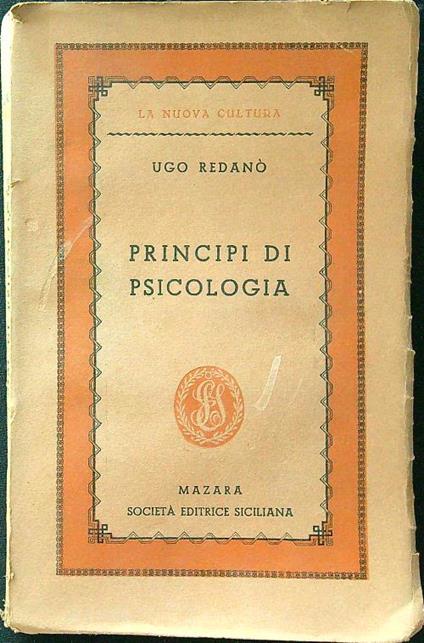 LA NUOVA CULTURA
UGO REDANÒ
PRINCIPI DI
PSICOLOGIA
MAZARA
SOCIETÀ EDITRICE SICILIANA